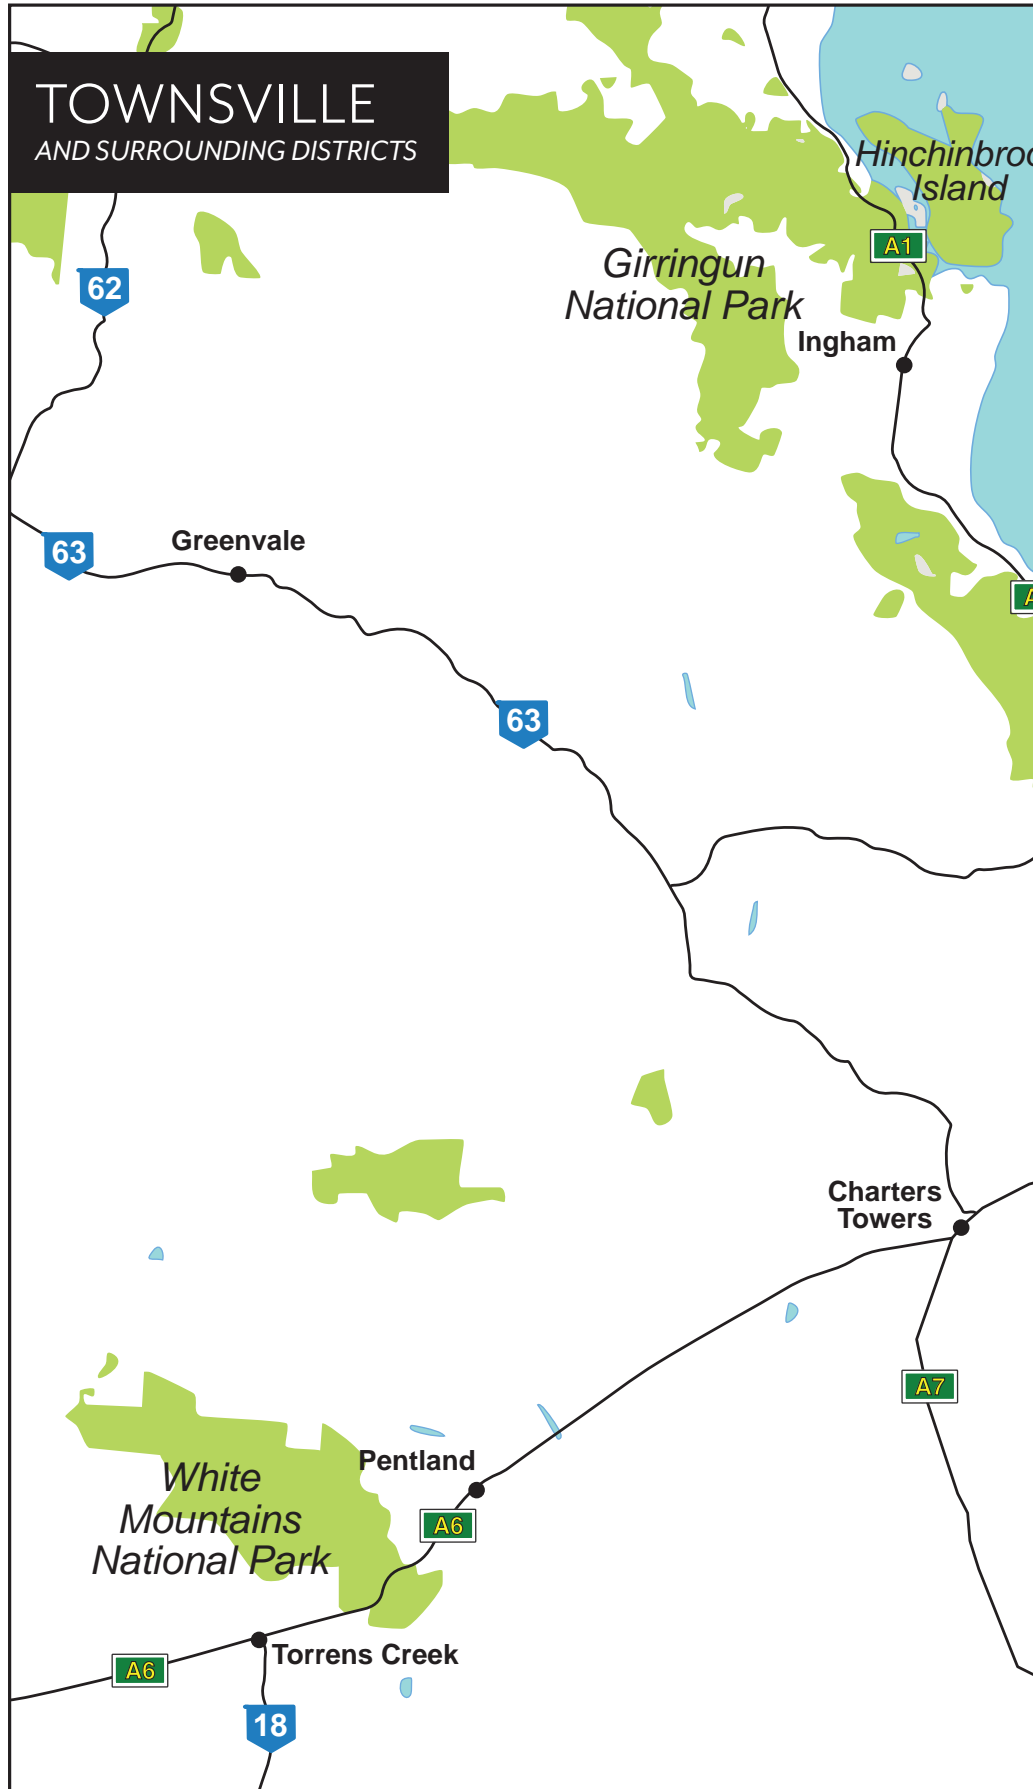 TOWNSVILLE
AND SURROUNDING DISTRICTS
Island
A1
Girringun
National Park
62
Ingham
Greenvale
63
63
Charters
Towers
A7
Pentland
White
Mountains
National Park
A6
Torrens Creek
A6
18